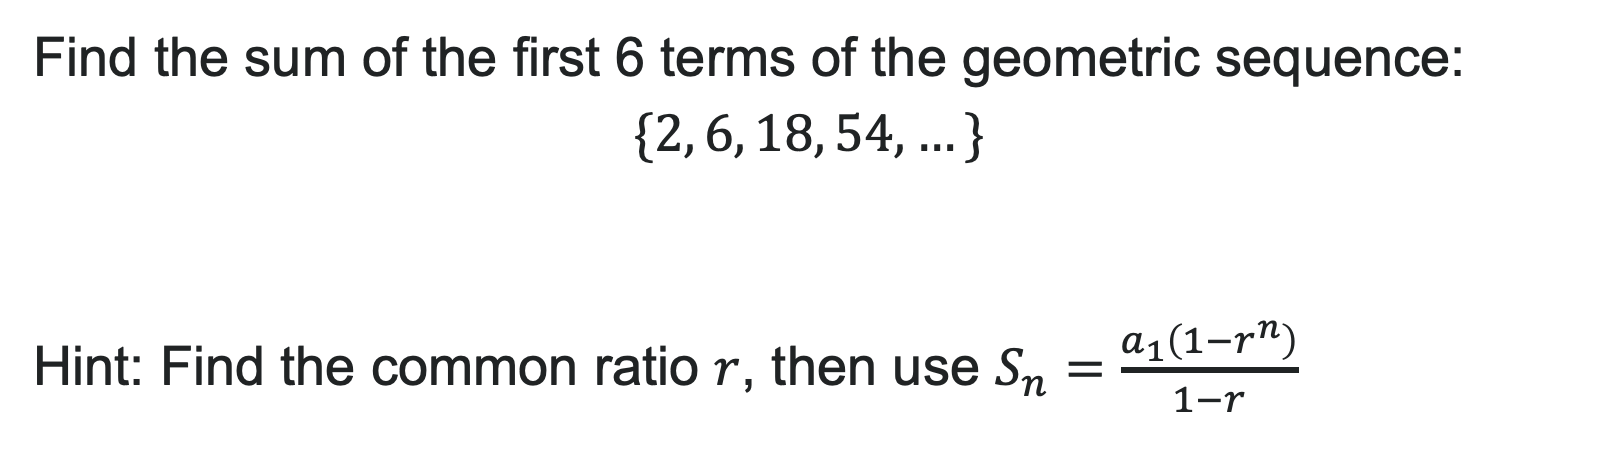 Find the sum of the first 6 terms of the geometric sequence:
{2, 6, 18, 54, ... }
Hint: Find the common ratio r, then use Sₙ = a₁(1−rⁿ)/(1−r)